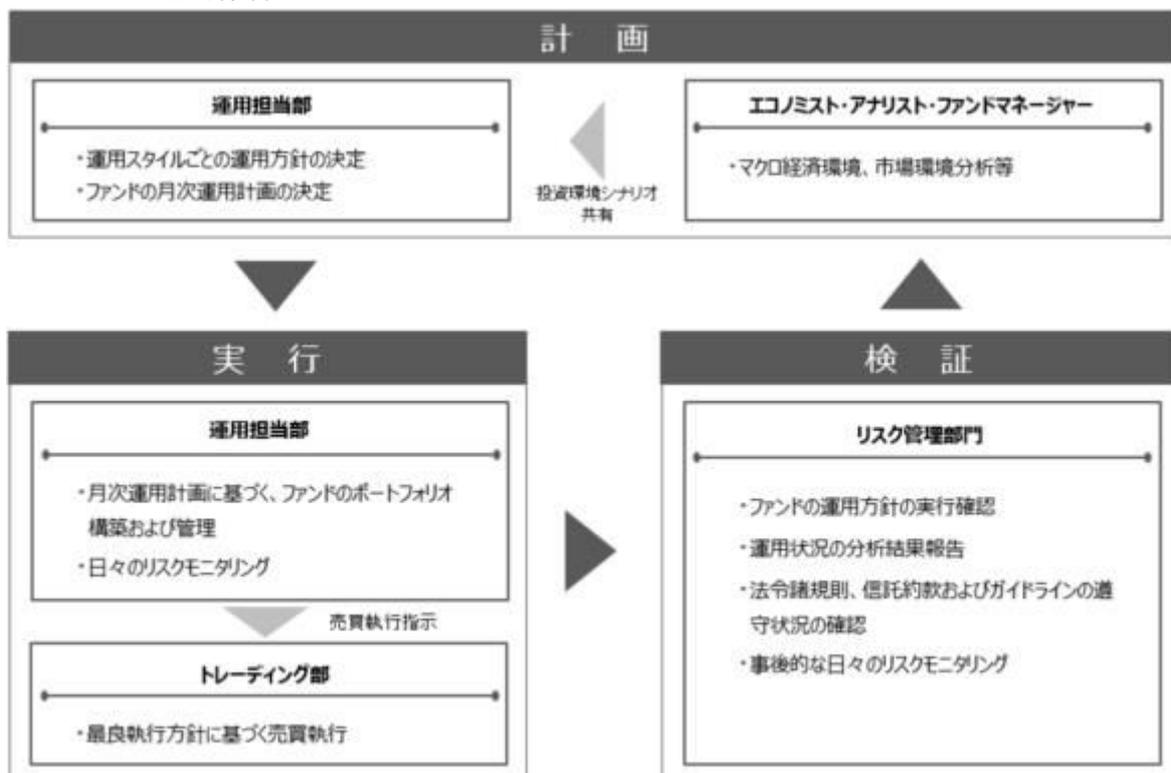 計 画
運用担当部
・運用スタイルごとの運用方針の決定
・ファンドの月次運用計画の決定
投資環境シナリオ
共有
エコノミスト・アナリスト・ファンドマネージャー
・マクロ経済環境、市場環境分析等
実 行
運用担当部
・月次運用計画に基づく、ファンドのポートフォリオ
構築および管理
・日々のリスクモニタリング
売買執行指示
トレーディング部
・最良執行方針に基づく売買執行
検 証
リスク管理部門
・ファンドの運用方針の実行確認
・運用状況の分析結果報告
・法令諸規則、信託約款およびガイドラインの遵
守状況の確認
・事後的な日々のリスクモニタリング